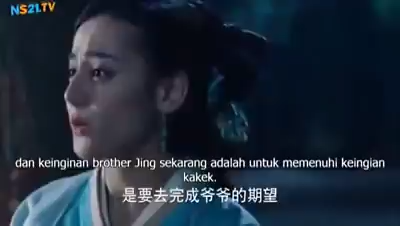 NS21.TV
dan keinginan brother Jing sekarang adalah untuk memenuhi keingian
kakek.
是要去完成爷爷的期望